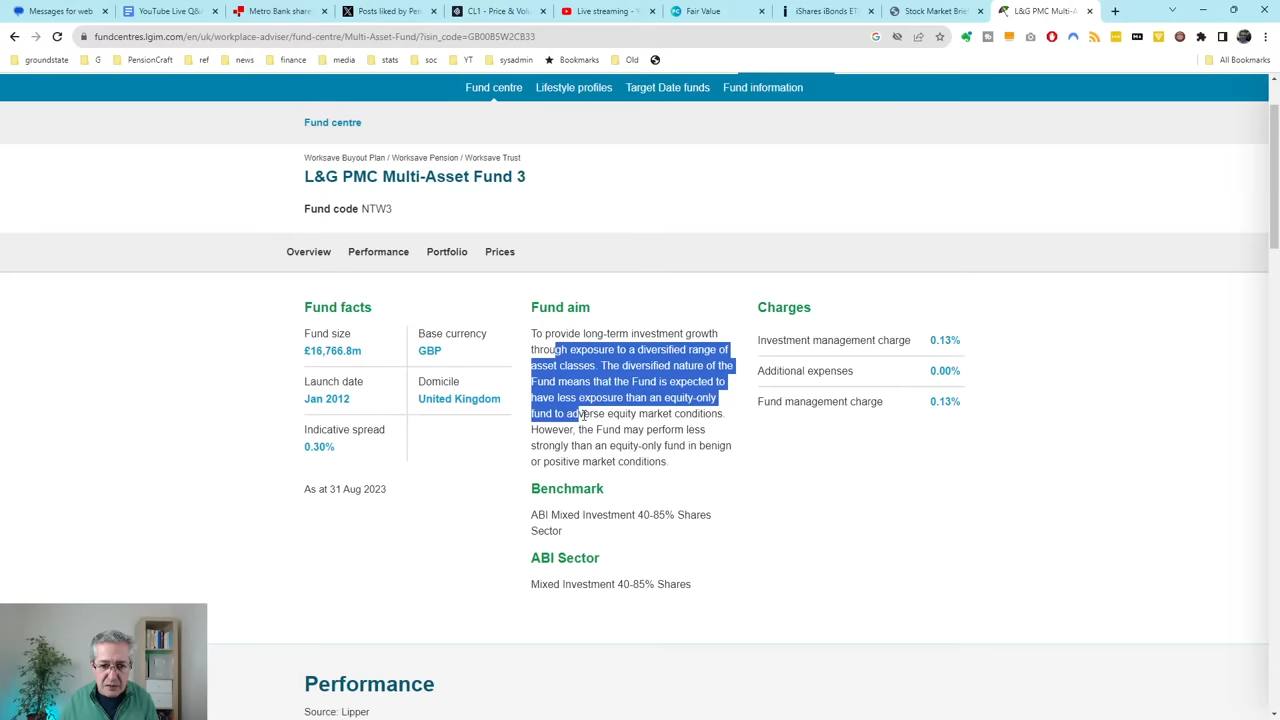 Messages for web
YouTube Live Q&A
Metro Bank share
Posts liked by Pen
CL1 - Price & Volu
Live streaming - Y
Fair Value
iShares iBonds ET
Stock Market Brie
L&G PMC Multi-A
fundcentres.lgim.com/en/uk/workplace-adviser/fund-centre/Multi-Asset-Fund/?isin_code=GB00B5W2CB33
groundstate
G
PensionCraft
ref
news
finance
media
stats
soc
YT
sysadmin
Bookmarks
Old
All Bookmarks
Fund centre
Lifestyle profiles
Target Date funds
Fund information
Fund centre
Worksave Buyout Plan / Worksave Pension / Worksave Trust
L&G PMC Multi-Asset Fund 3
Fund code NTW3
Overview
Performance
Portfolio
Prices
Fund facts
Fund size
£16,766.8m
Base currency
GBP
Launch date
Jan 2012
Domicile
United Kingdom
Indicative spread
0.30%
As at 31 Aug 2023
Fund aim
To provide long-term investment growth
through exposure to a diversified range of
asset classes. The diversified nature of the
Fund means that the Fund is expected to
have less exposure than an equity-only
fund to adverse equity market conditions.
However, the Fund may perform less
strongly than an equity-only fund in benign
or positive market conditions.
Benchmark
ABI Mixed Investment 40-85% Shares
Sector
ABI Sector
Mixed Investment 40-85% Shares
Charges
Investment management charge 0.13%
Additional expenses 0.00%
Fund management charge 0.13%
Performance
Source: Lipper